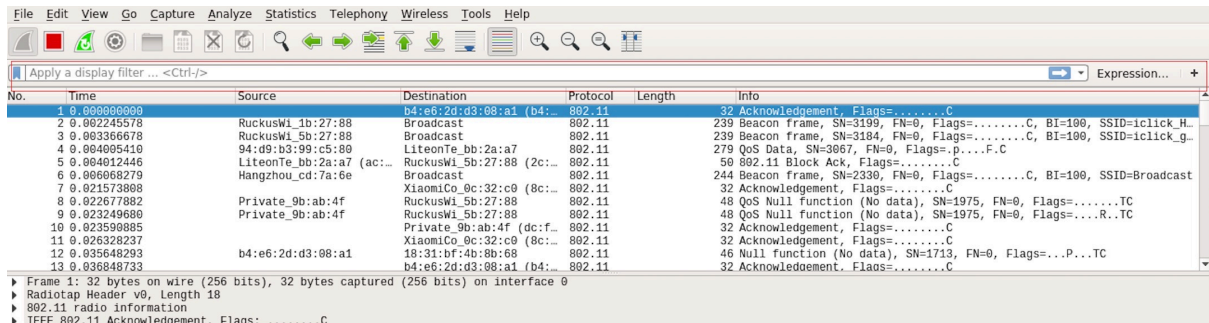 File Edit View Go Capture Analyze Statistics Telephony Wireless Tools Help
Apply a display filter ... <Ctrl-/> Expression... +
No. Time Source Destination Protocol Length Info
1 0.000000000 b4:e6:2d:d3:08:a1 (b4:… 802.11 32 Acknowledgement, Flags=........C
2 0.002245578 RuckusWi_1b:27:88 Broadcast 802.11 239 Beacon frame, SN=3199, FN=0, Flags=........C, BI=100, SSID=iclick_H…
3 0.003366678 RuckusWi_5b:27:88 Broadcast 802.11 239 Beacon frame, SN=3184, FN=0, Flags=........C, BI=100, SSID=iclick_g…
4 0.004005410 94:d9:b3:99:c5:80 LiteonTe_bb:2a:a7 802.11 279 QoS Data, SN=3067, FN=0, Flags=.p....F.C
5 0.004012446 LiteonTe_bb:2a:a7 (ac:… RuckusWi_5b:27:88 (2c:… 802.11 50 802.11 Block Ack, Flags=........C
6 0.006068279 Hangzhou_cd:7a:6e Broadcast 802.11 244 Beacon frame, SN=2330, FN=0, Flags=........C, BI=100, SSID=Broadcast
7 0.021573808 XiaomiCo_0c:32:c0 (8c:… 802.11 32 Acknowledgement, Flags=........C
8 0.022677882 Private_9b:ab:4f RuckusWi_5b:27:88 802.11 48 QoS Null function (No data), SN=1975, FN=0, Flags=.......TC
9 0.023249680 Private_9b:ab:4f RuckusWi_5b:27:88 802.11 48 QoS Null function (No data), SN=1975, FN=0, Flags=....R..TC
10 0.023590885 Private_9b:ab:4f (dc:f… 802.11 32 Acknowledgement, Flags=........C
11 0.026328237 XiaomiCo_0c:32:c0 (8c:… 802.11 32 Acknowledgement, Flags=........C
12 0.035648293 b4:e6:2d:d3:08:a1 18:31:bf:4b:8b:68 802.11 46 Null function (No data), SN=1713, FN=0, Flags=...P...TC
13 0.036848733 b4:e6:2d:d3:08:a1 (b4:… 802.11 32 Acknowledgement, Flags=........C
Frame 1: 32 bytes on wire (256 bits), 32 bytes captured (256 bits) on interface 0
Radiotap Header v0, Length 18
802.11 radio information
IEEE 802.11 Acknowledgement, Flags: ........C